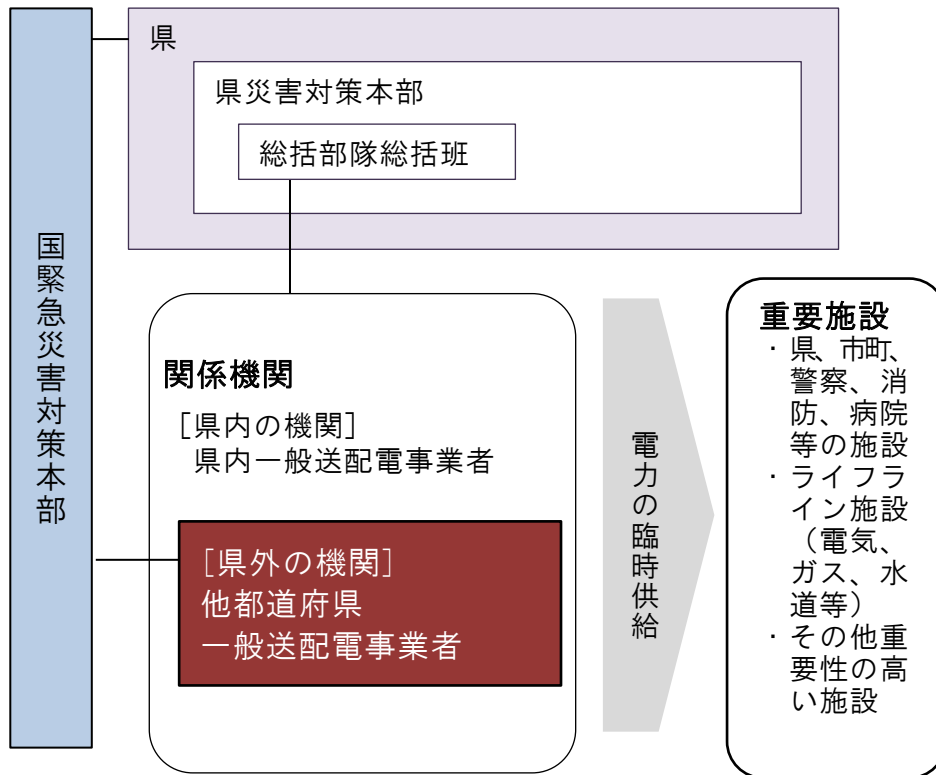 国緊急災害対策本部
県
県災害対策本部
総括部隊総括班
関係機関
［県内の機関］
県内一般送配電事業者
［県外の機関］
他都道府県
一般送配電事業者
電力の臨時供給
重要施設
・県、市町、
警察、消
防、病院
等の施設
・ライフラ
イン施設
（電気、
ガス、水
道等）
・その他重
要性の高
い施設